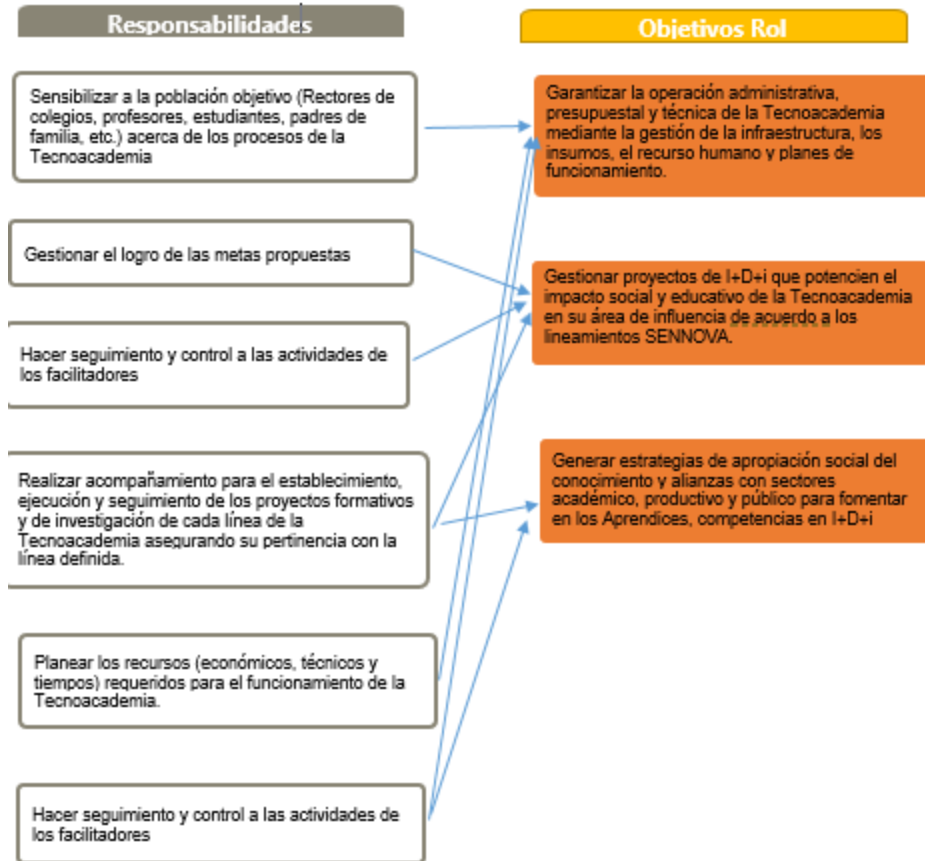 Responsabilidades
Sensibilizar a la población objetivo (Rectores de
colegios, profesores, estudiantes, padres de
familia, etc.) acerca de los procesos de la
Tecnoacademia
Gestionar el logro de las metas propuestas
Hacer seguimiento y control a las actividades de
los facilitadores
Realizar acompañamiento para el establecimiento,
ejecución y seguimiento de los proyectos formativos
y de investigación de cada línea de la
Tecnoacademia asegurando su pertinencia con la
línea definida.
Planear los recursos (económicos, técnicos y
tiempos) requeridos para el funcionamiento de la
Tecnoacademia.
Hacer seguimiento y control a las actividades de
los facilitadores
Objetivos Rol
Garantizar la operación administrativa,
presupuestal y técnica de la Tecnoacademia
mediante la gestión de la infraestructura, los
insumos, el recurso humano y planes de
funcionamiento.
Gestionar proyectos de I+D+i que potencien el
impacto social y educativo de la Tecnoacademia
en su área de influencia de acuerdo a los
lineamientos SENNOVA.
Generar estrategias de apropiación social del
conocimiento y alianzas con sectores
académico, productivo y público para fomentar
en los Aprendices, competencias en I+D+i